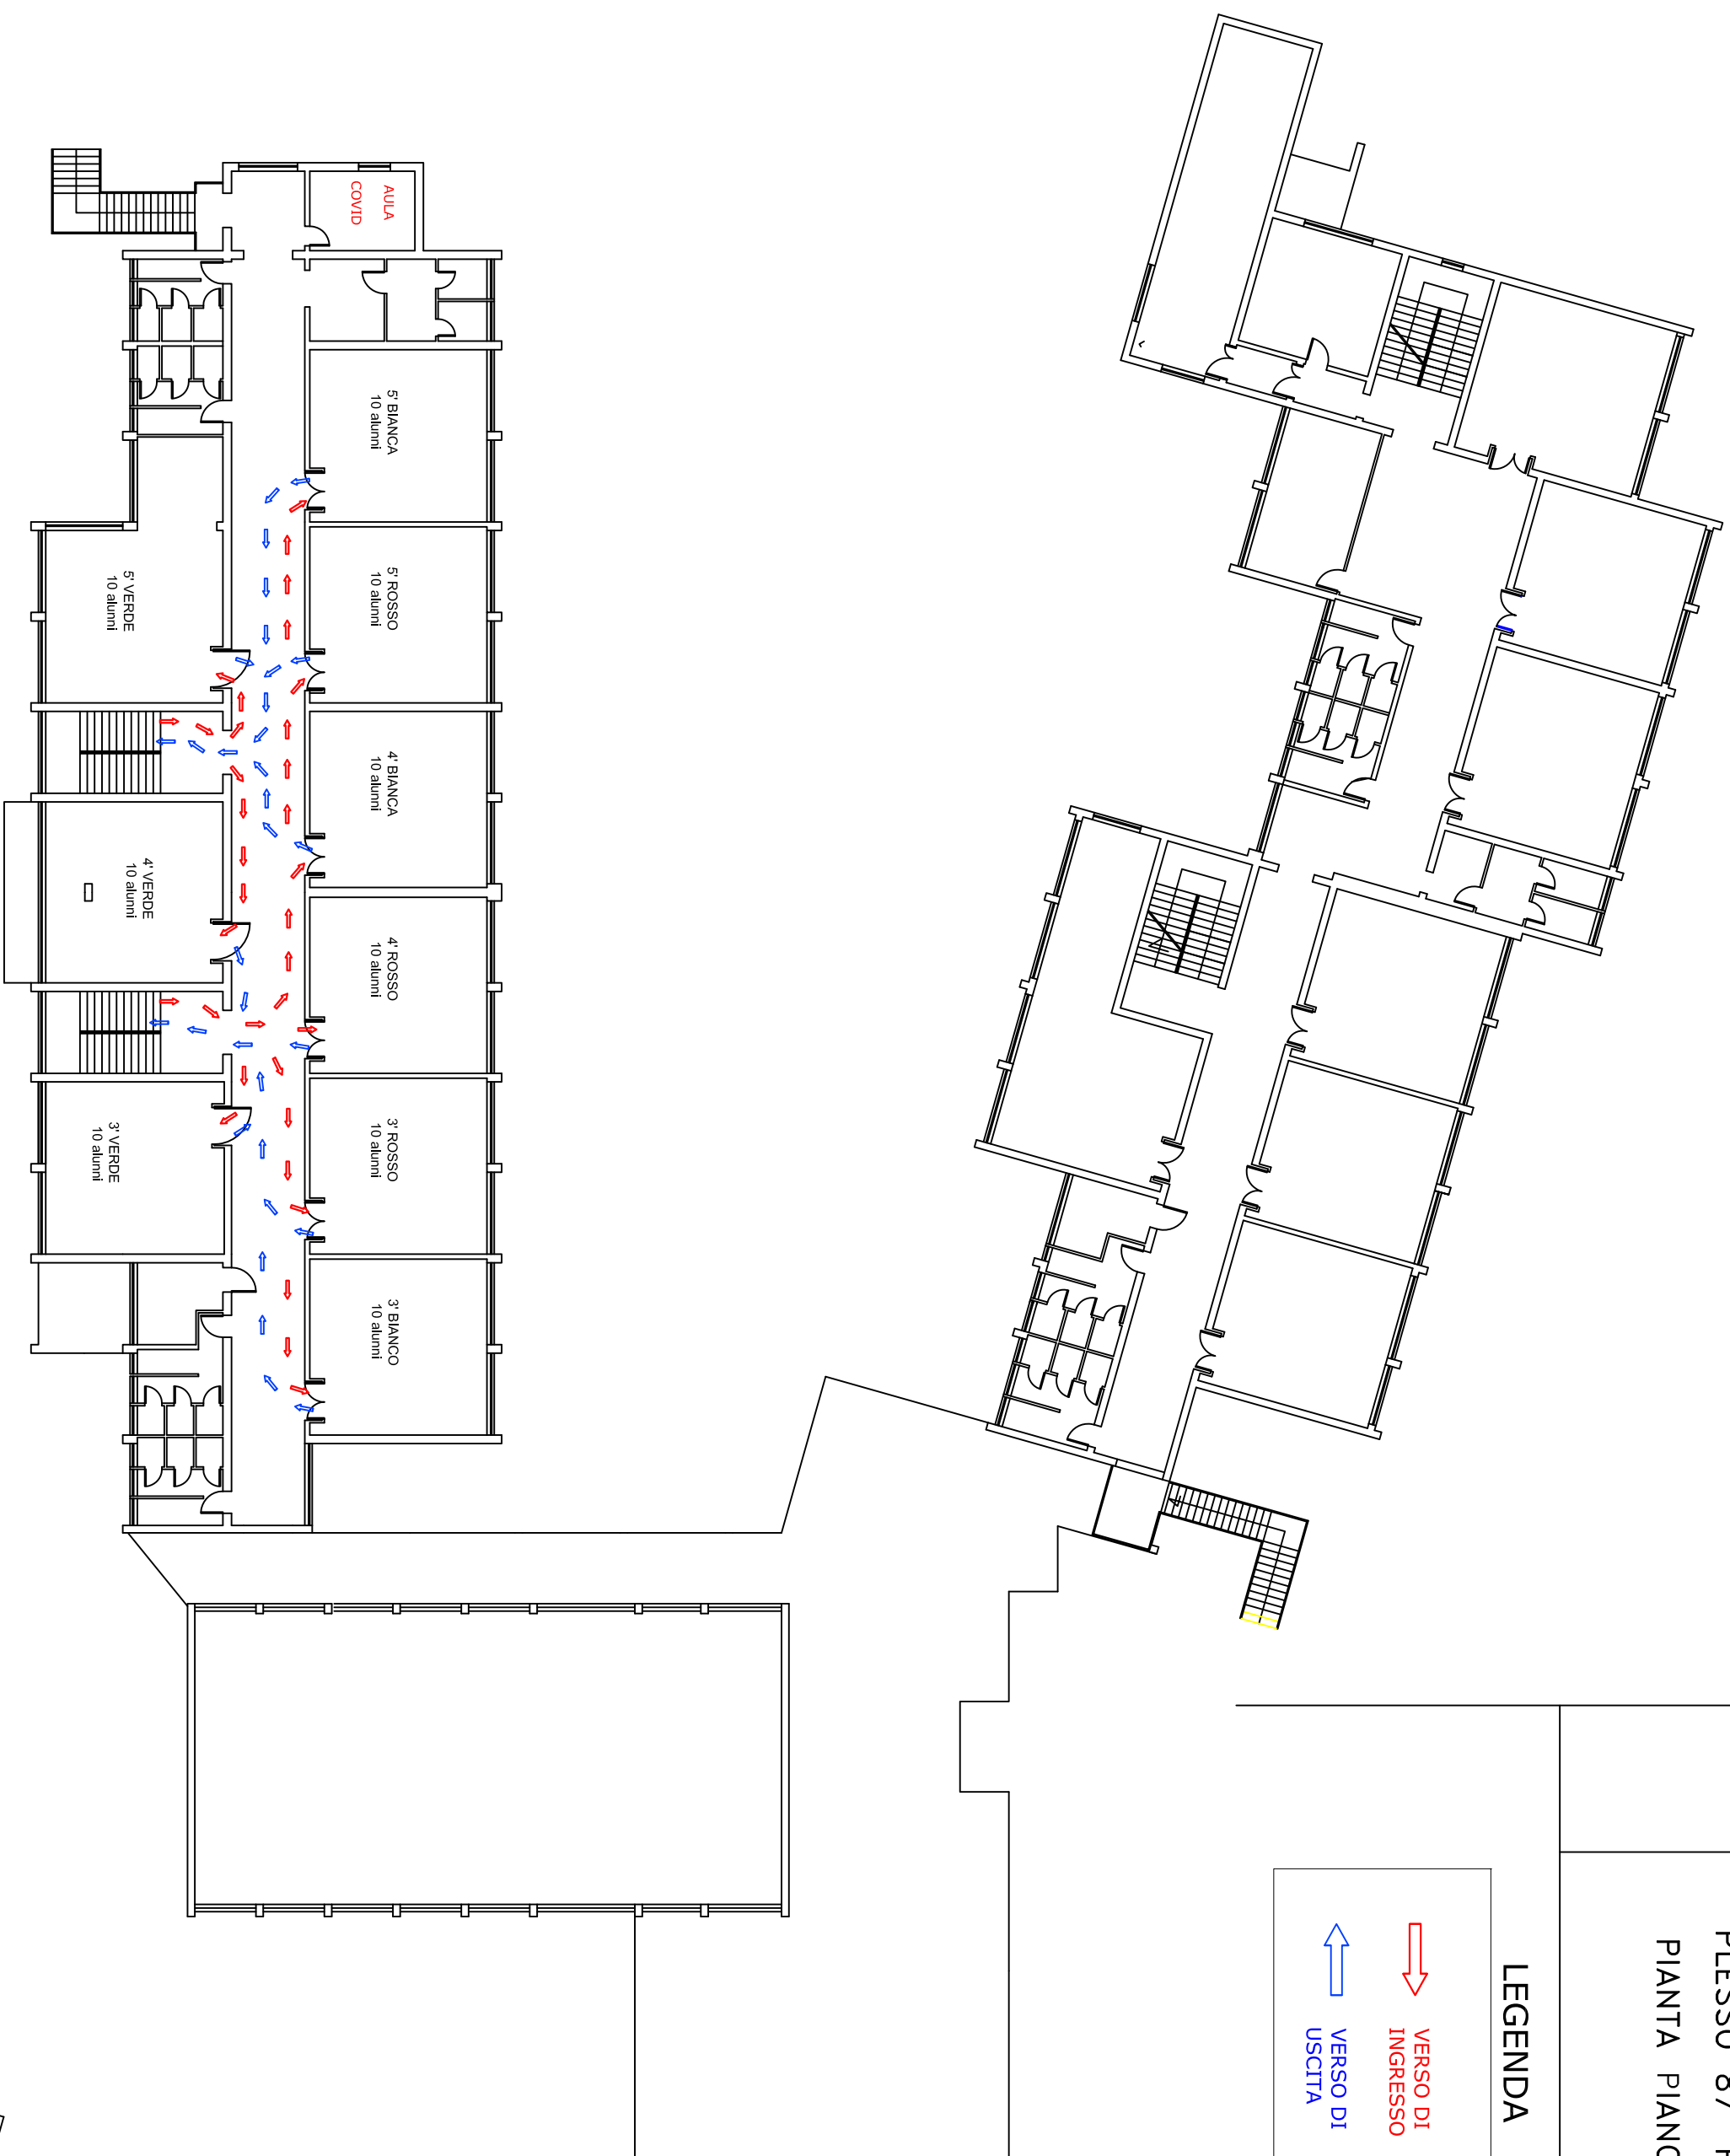 PLESSO 87
PIANTA PIANO
LEGENDA
VERSO DI
INGRESSO
VERSO DI
USCITA
AULA
COVID
5' BIANCA
10 alunni
5' ROSSO
10 alunni
4' BIANCA
10 alunni
4' ROSSO
10 alunni
3' ROSSO
10 alunni
3' BIANCO
10 alunni
5' VERDE
10 alunni
4' VERDE
10 alunni
3' VERDE
10 alunni